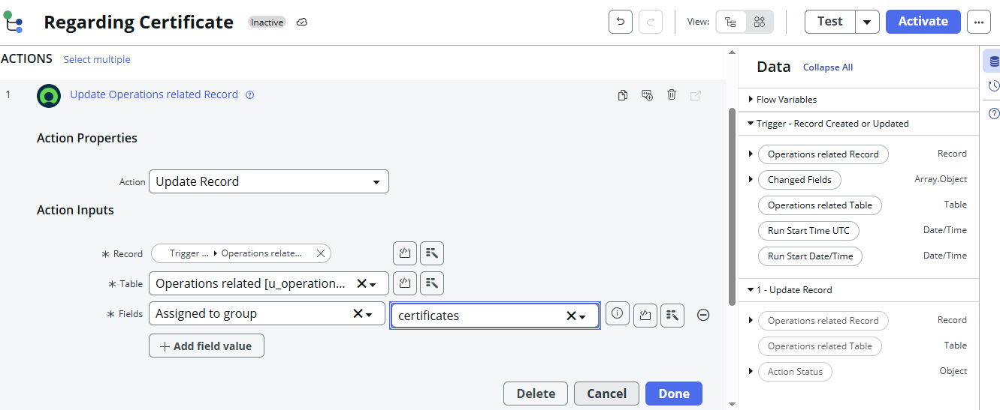 Regarding Certificate
Inactive
View:
Test
Activate
ACTIONS
Select multiple
1
Update Operations related Record
Action Properties
Action
Update Record
Action Inputs
* Record
Trigger ... ▸ Operations relate...
* Table
Operations related [u_operation...
* Fields
Assigned to group
certificates
+ Add field value
Delete
Cancel
Done
Data
Collapse All
Flow Variables
Trigger - Record Created or Updated
Operations related Record Record
Changed Fields Array.Object
Operations related Table Table
Run Start Time UTC Date/Time
Run Start Date/Time Date/Time
1 - Update Record
Operations related Record Record
Operations related Table Table
Action Status Object